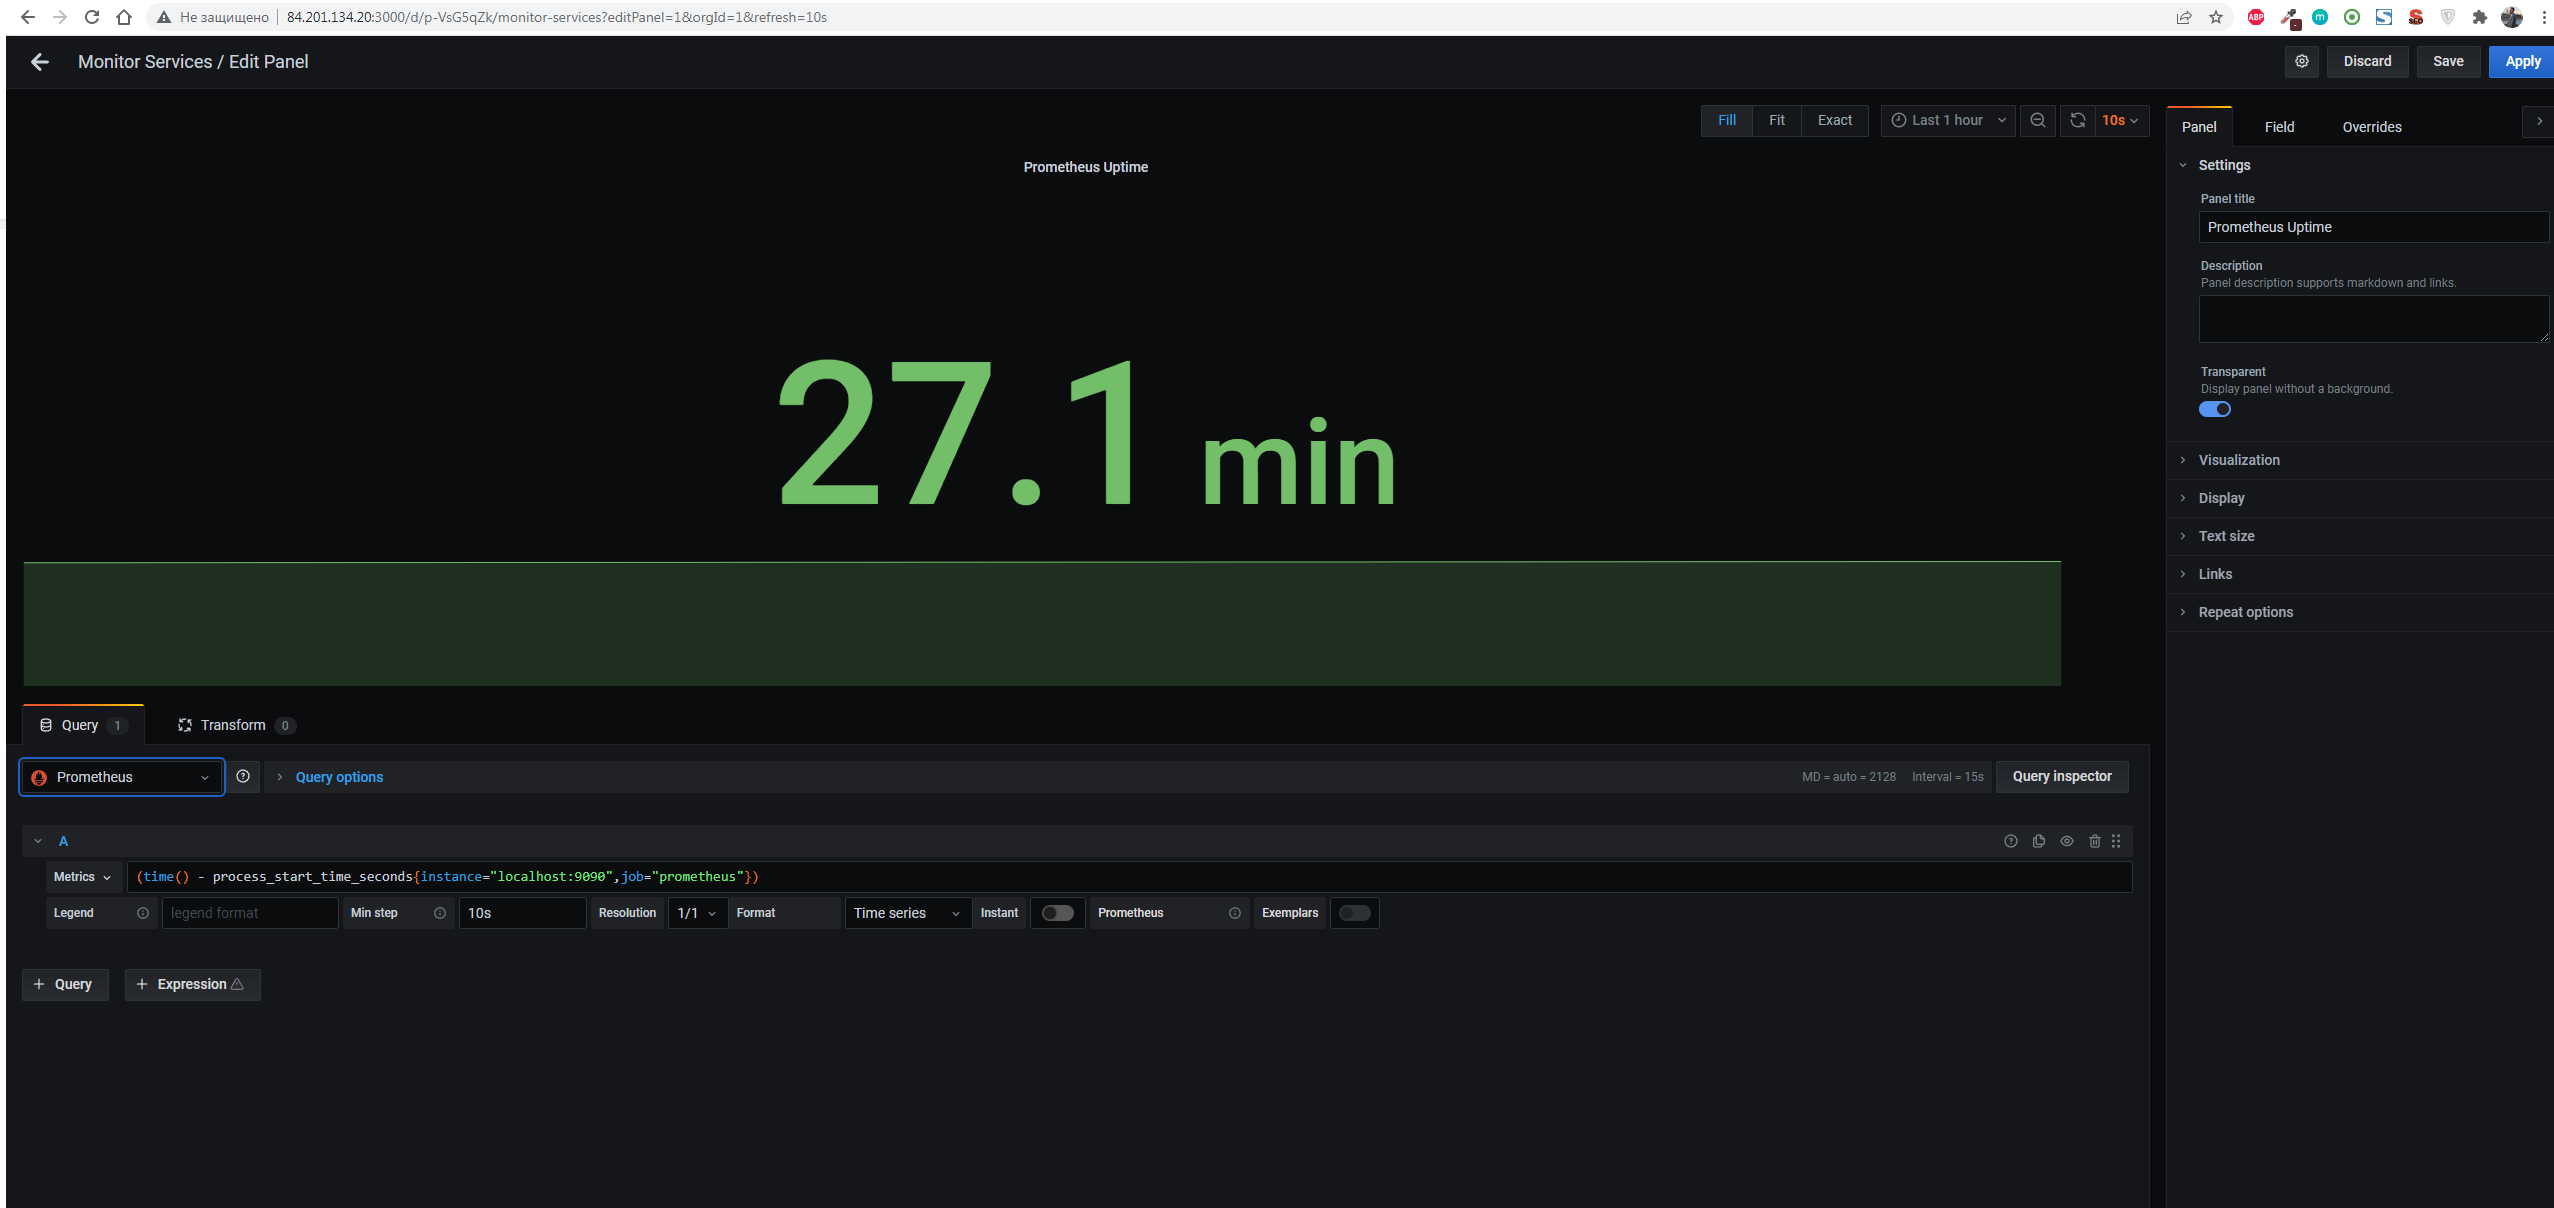 Не защищено 84.201.134.20:3000/d/p-VsG5qZk/monitor-services?editPanel=1&orgId=1&refresh=10s
ABP m SEO
Monitor Services / Edit Panel
Discard Save Apply
Fill Fit Exact Last 1 hour 10s
Panel Field Overrides
Prometheus Uptime
Settings
Panel title
Prometheus Uptime
Description
Panel description supports markdown and links.
Transparent
Display panel without a background.
Visualization
Display
Text size
Links
Repeat options
27.1 min
Query 1 Transform 0
Prometheus Query options MD = auto = 2128 Interval = 15s Query inspector
A
Metrics (time() - process_start_time_seconds{instance="localhost:9090",job="prometheus"})
Legend legend format Min step 10s Resolution 1/1 Format Time series Instant Prometheus Exemplars
+ Query + Expression